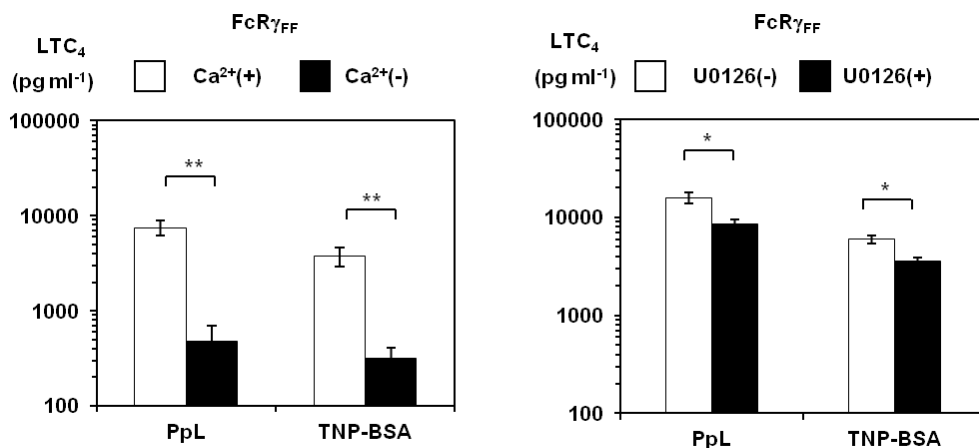 FcRγFF
LTC4
(pg ml-1)
Ca2+(+)
Ca2+(-)
100000
10000
1000
100
**
**
PpL
TNP-BSA
FcRγFF
LTC4
(pg ml-1)
U0126(-)
U0126(+)
100000
10000
1000
100
*
*
PpL
TNP-BSA